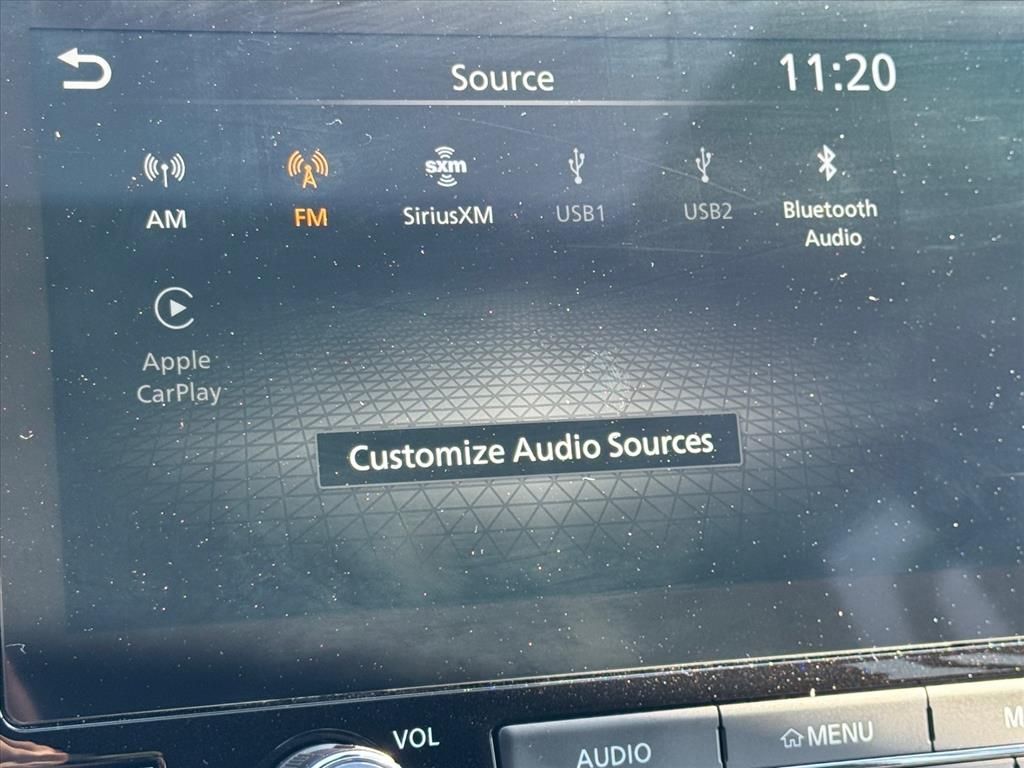 Source
11:20
AM
FM
sxm
SiriusXM
USB1
USB2
Bluetooth
Audio
Apple
CarPlay
Customize Audio Sources
VOL
AUDIO
MENU
M